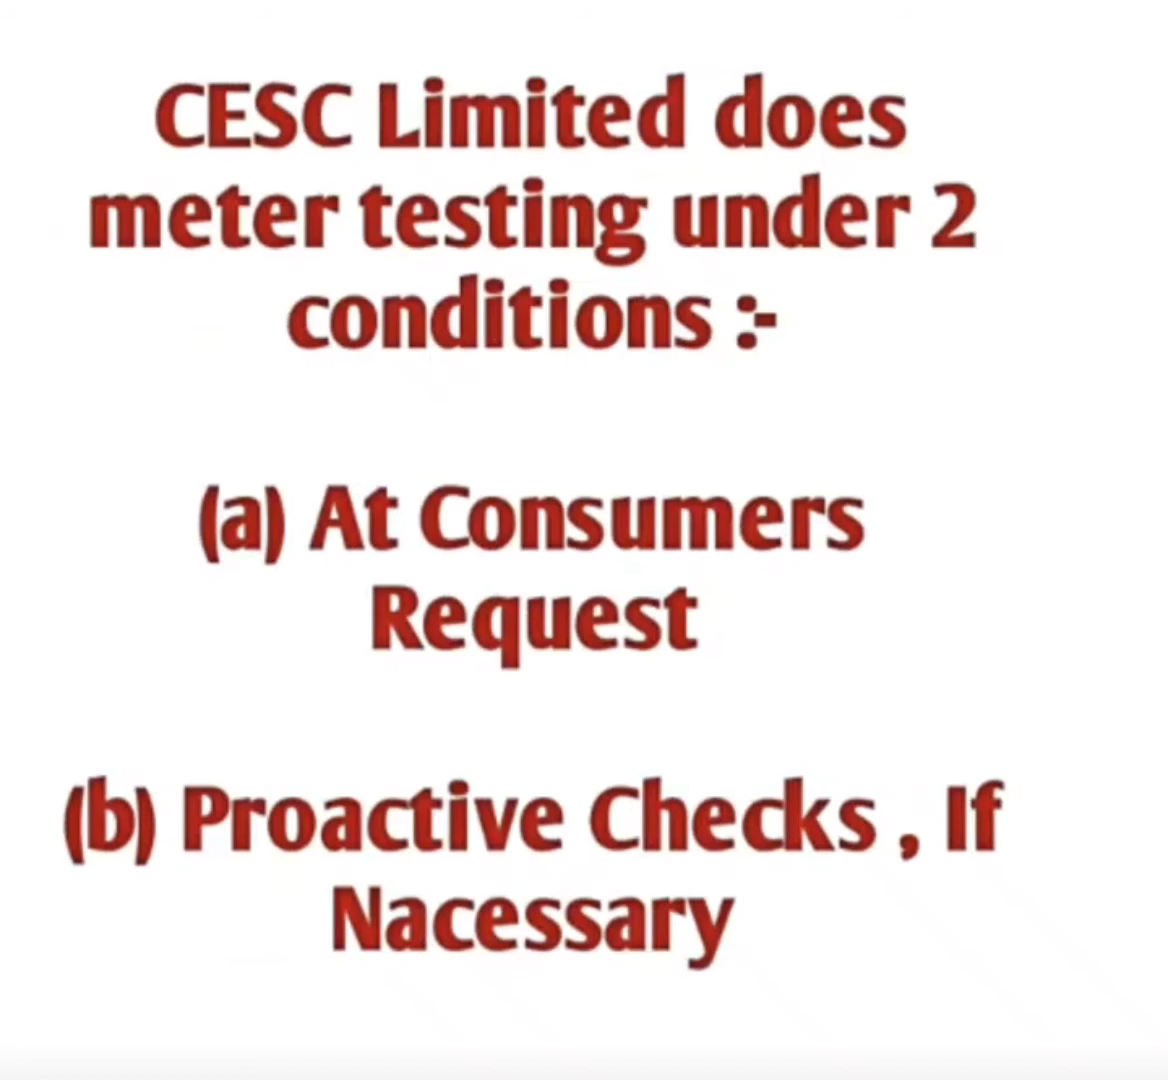 CESC Limited does
meter testing under 2
conditions :-
(a) At Consumers
Request
(b) Proactive Checks , If
Nacessary